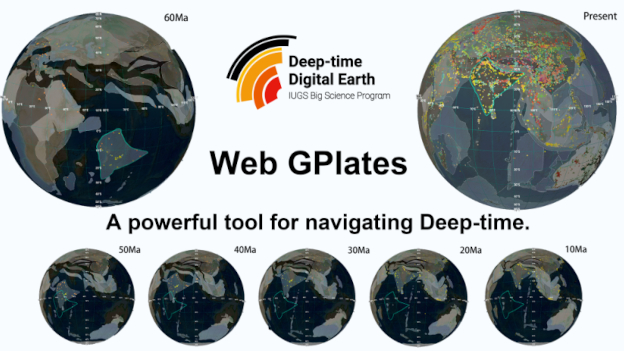 60Ma
Present
Deep-time
Digital Earth
IUGS Big Science Program
Web GPlates
A powerful tool for navigating Deep-time.
50Ma
40Ma
30Ma
20Ma
10Ma